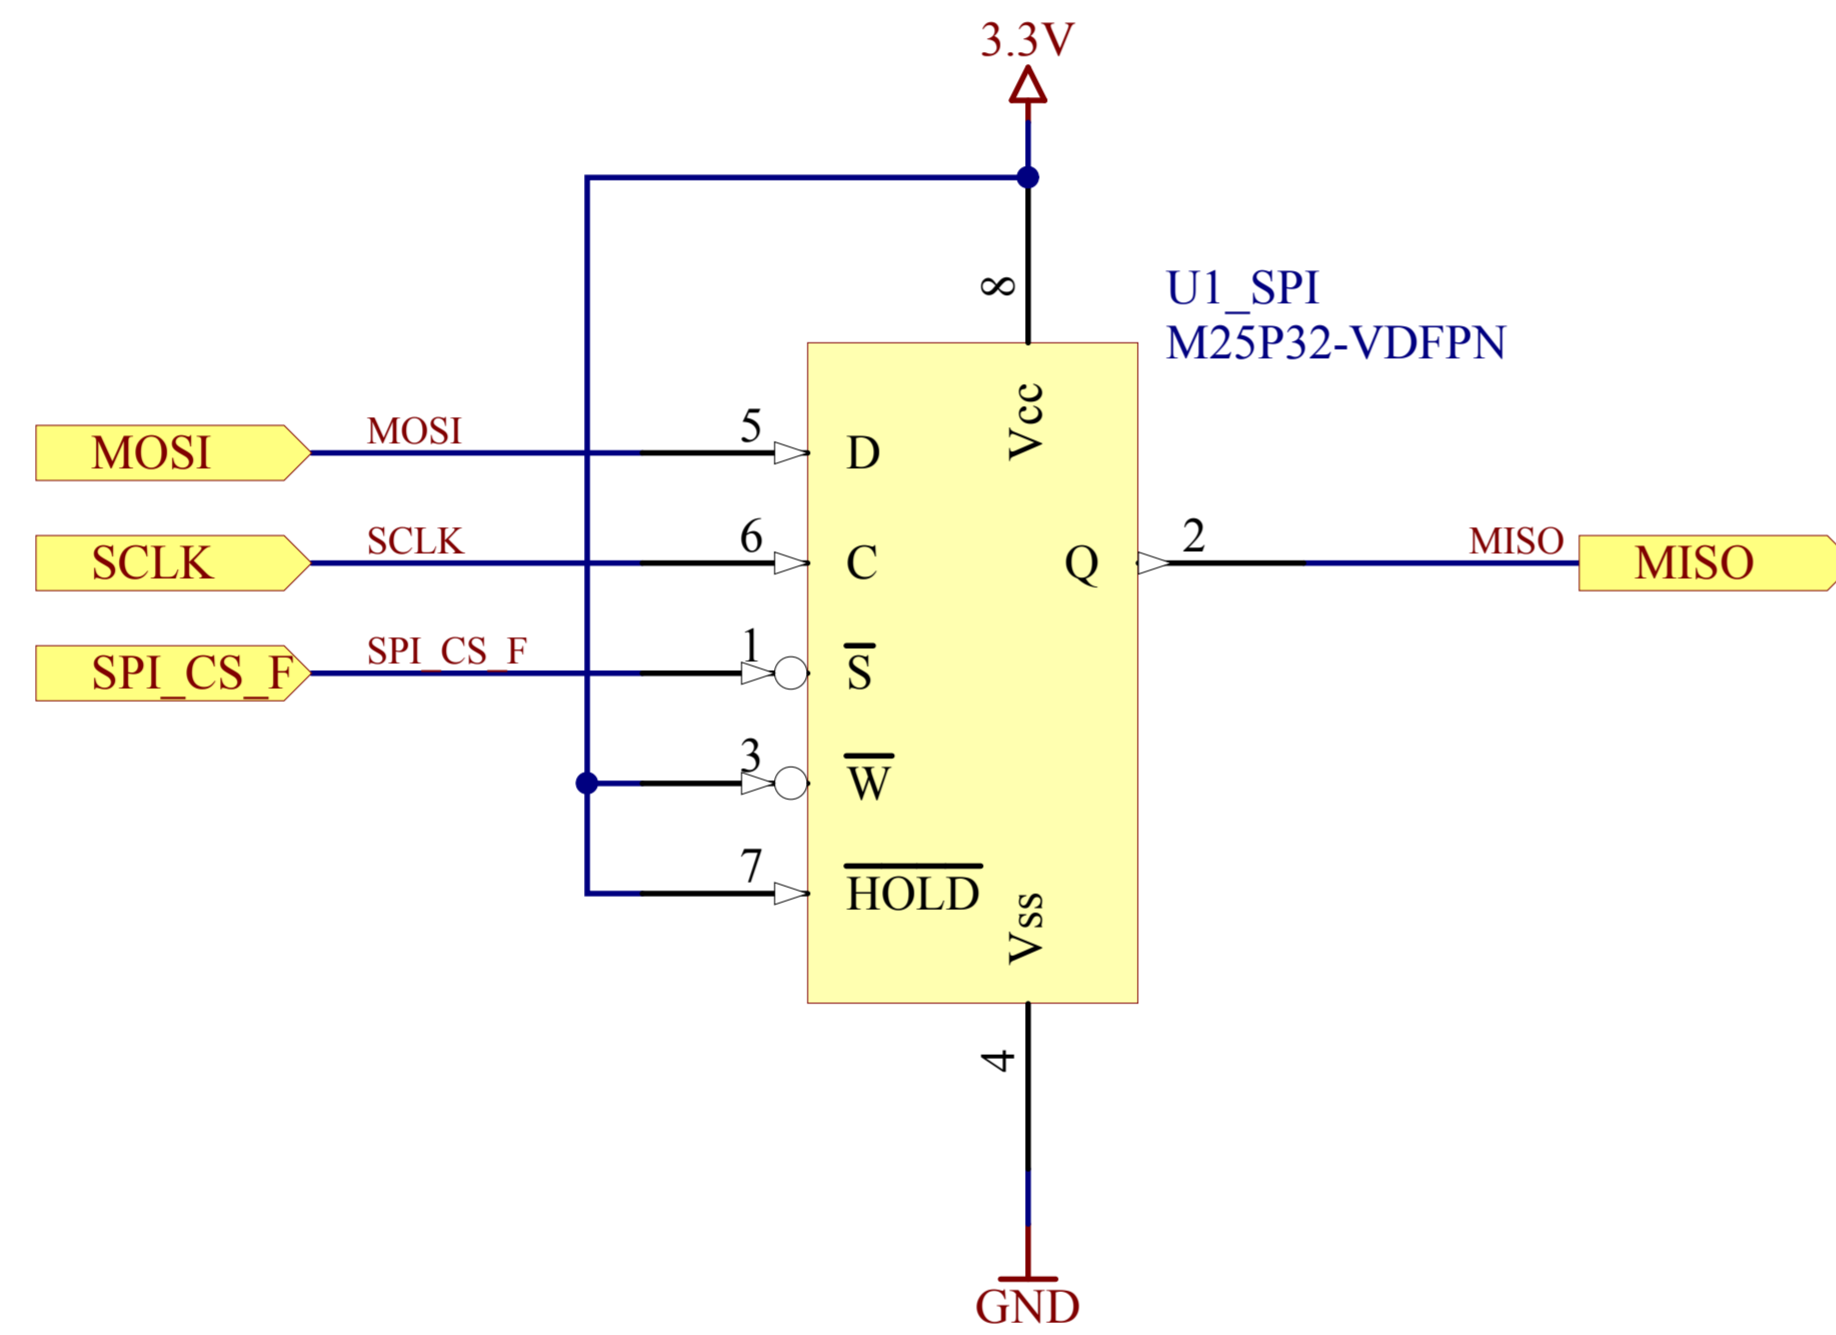 3.3V
8
U1_SPI
M25P32-VDFPN
Vcc
MOSI
MOSI
5
D
SCLK
SCLK
6
C
Q
2
MISO
MISO
SPI_CS_F
SPI_CS_F
1
S̅
3
W̅
7
H̅O̅L̅D̅
Vss
4
GND